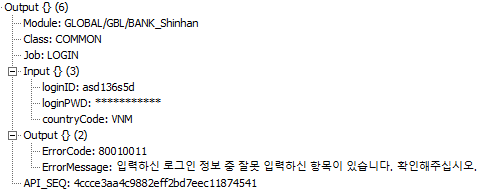 Output {} (6)
Module: GLOBAL/GBL/BANK_Shinhan
Class: COMMON
Job: LOGIN
Input {} (3)
loginID: asd136s5d
loginPWD: ***********
countryCode: VNM
Output {} (2)
ErrorCode: 80010011
ErrorMessage: 입력하신 로그인 정보 중 잘못 입력하신 항목이 있습니다. 확인해주십시오.
API_SEQ: 4ccce3aa4c9882eff2bd7eec11874541